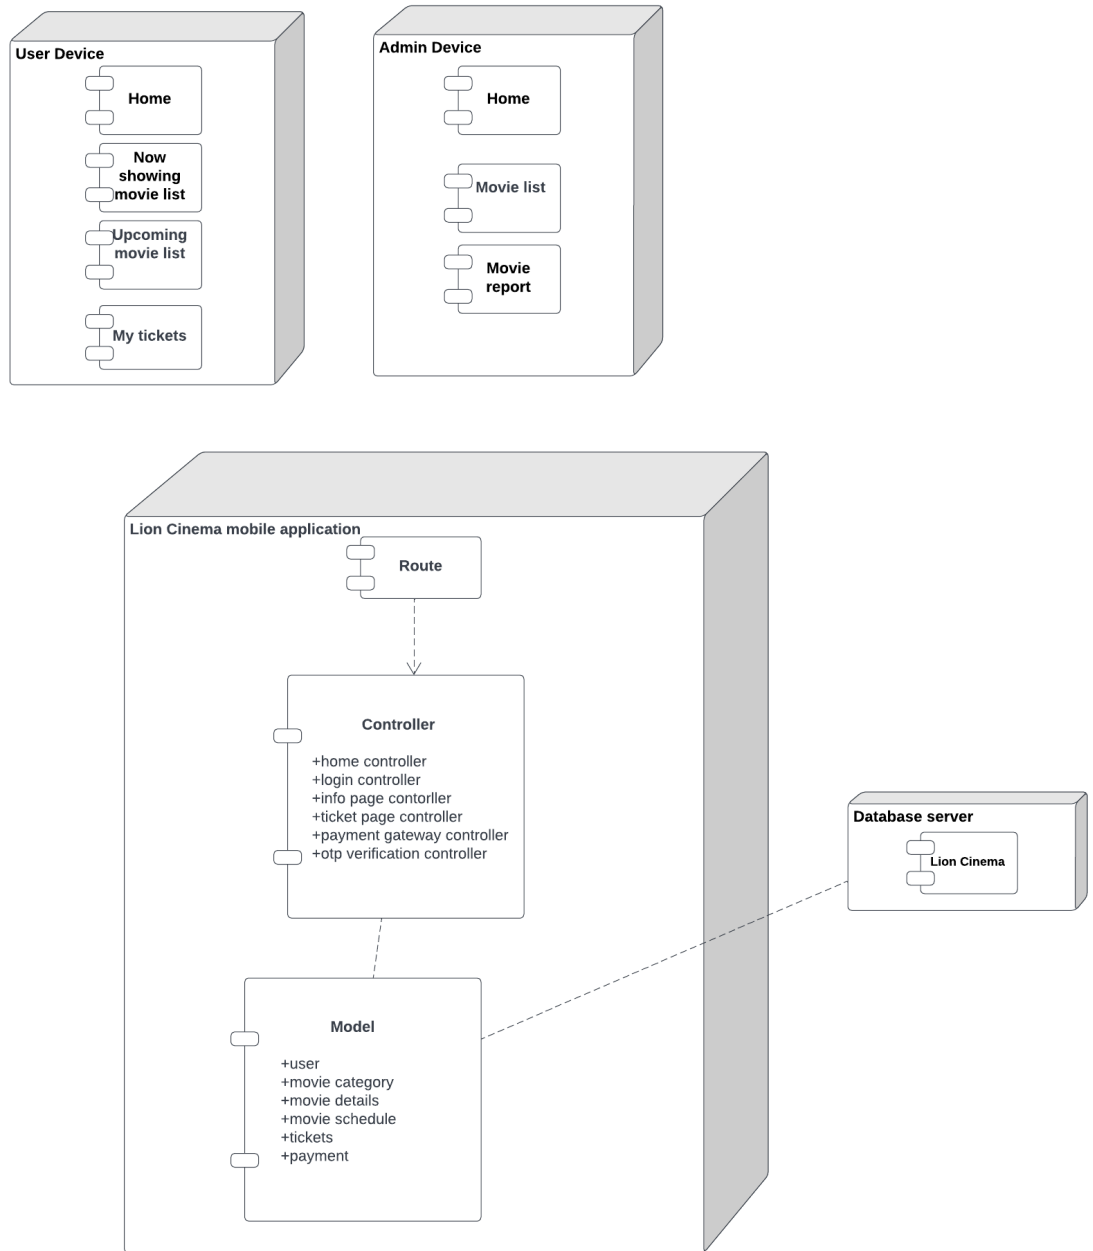 User Device
Home
Now
showing
movie list
Upcoming
movie list
My tickets
Admin Device
Home
Movie list
Movie
report
Lion Cinema mobile application
Route
Controller
+home controller
+login controller
+info page contorller
+ticket page controller
+payment gateway controller
+otp verification controller
Database server
Lion Cinema
Model
+user
+movie category
+movie details
+movie schedule
+tickets
+payment